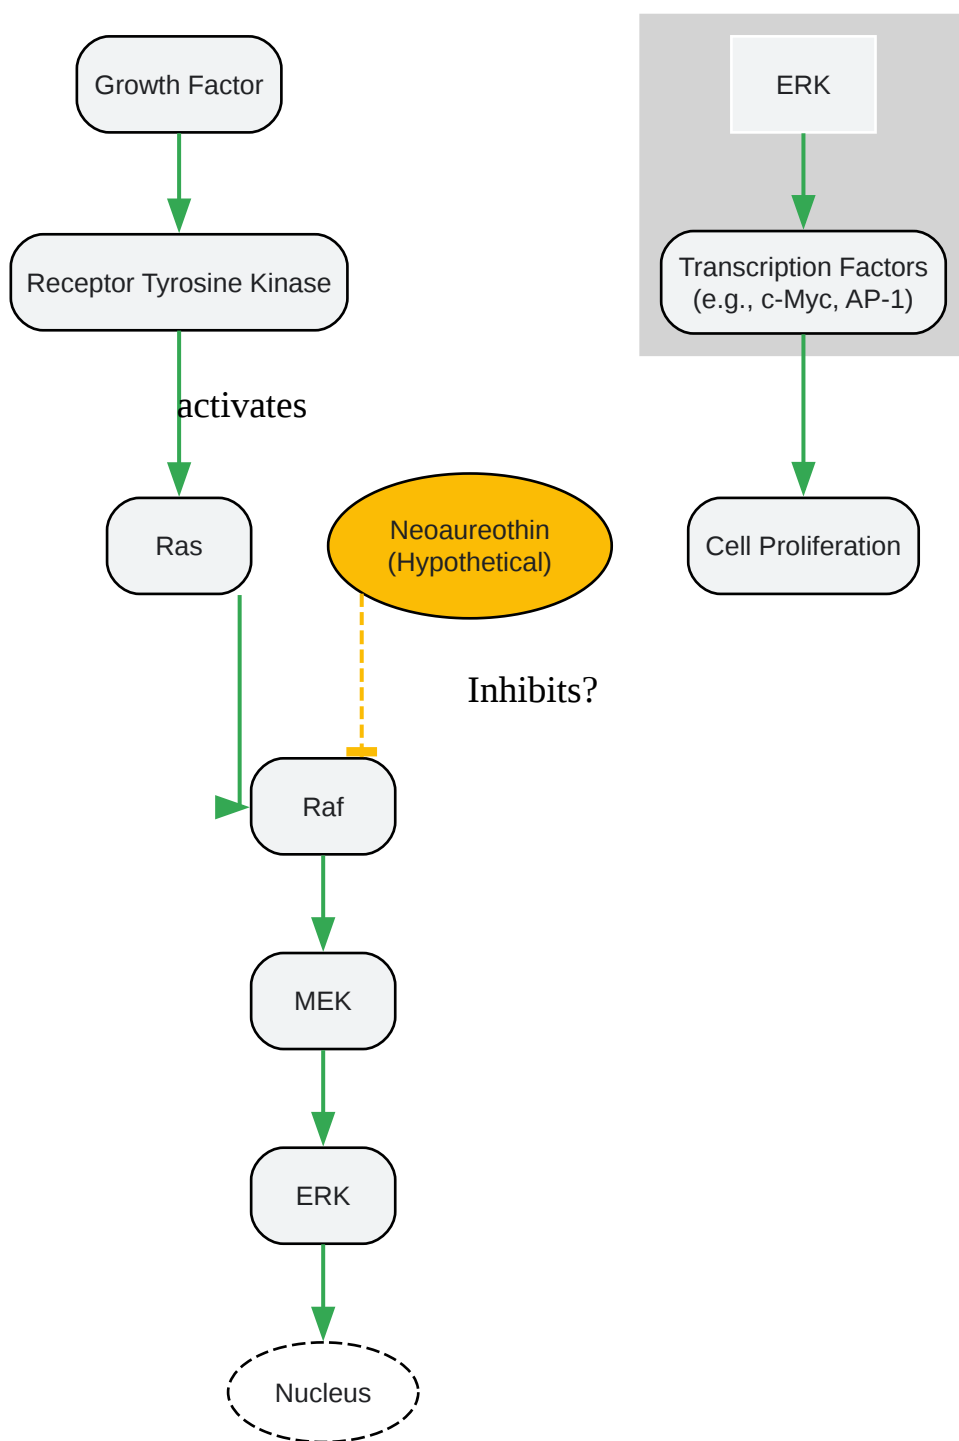 Growth Factor
Receptor Tyrosine Kinase
activates
Ras
Neoaureothin
(Hypothetical)
Inhibits?
Raf
MEK
ERK
Nucleus
ERK
Transcription Factors
(e.g., c-Myc, AP-1)
Cell Proliferation